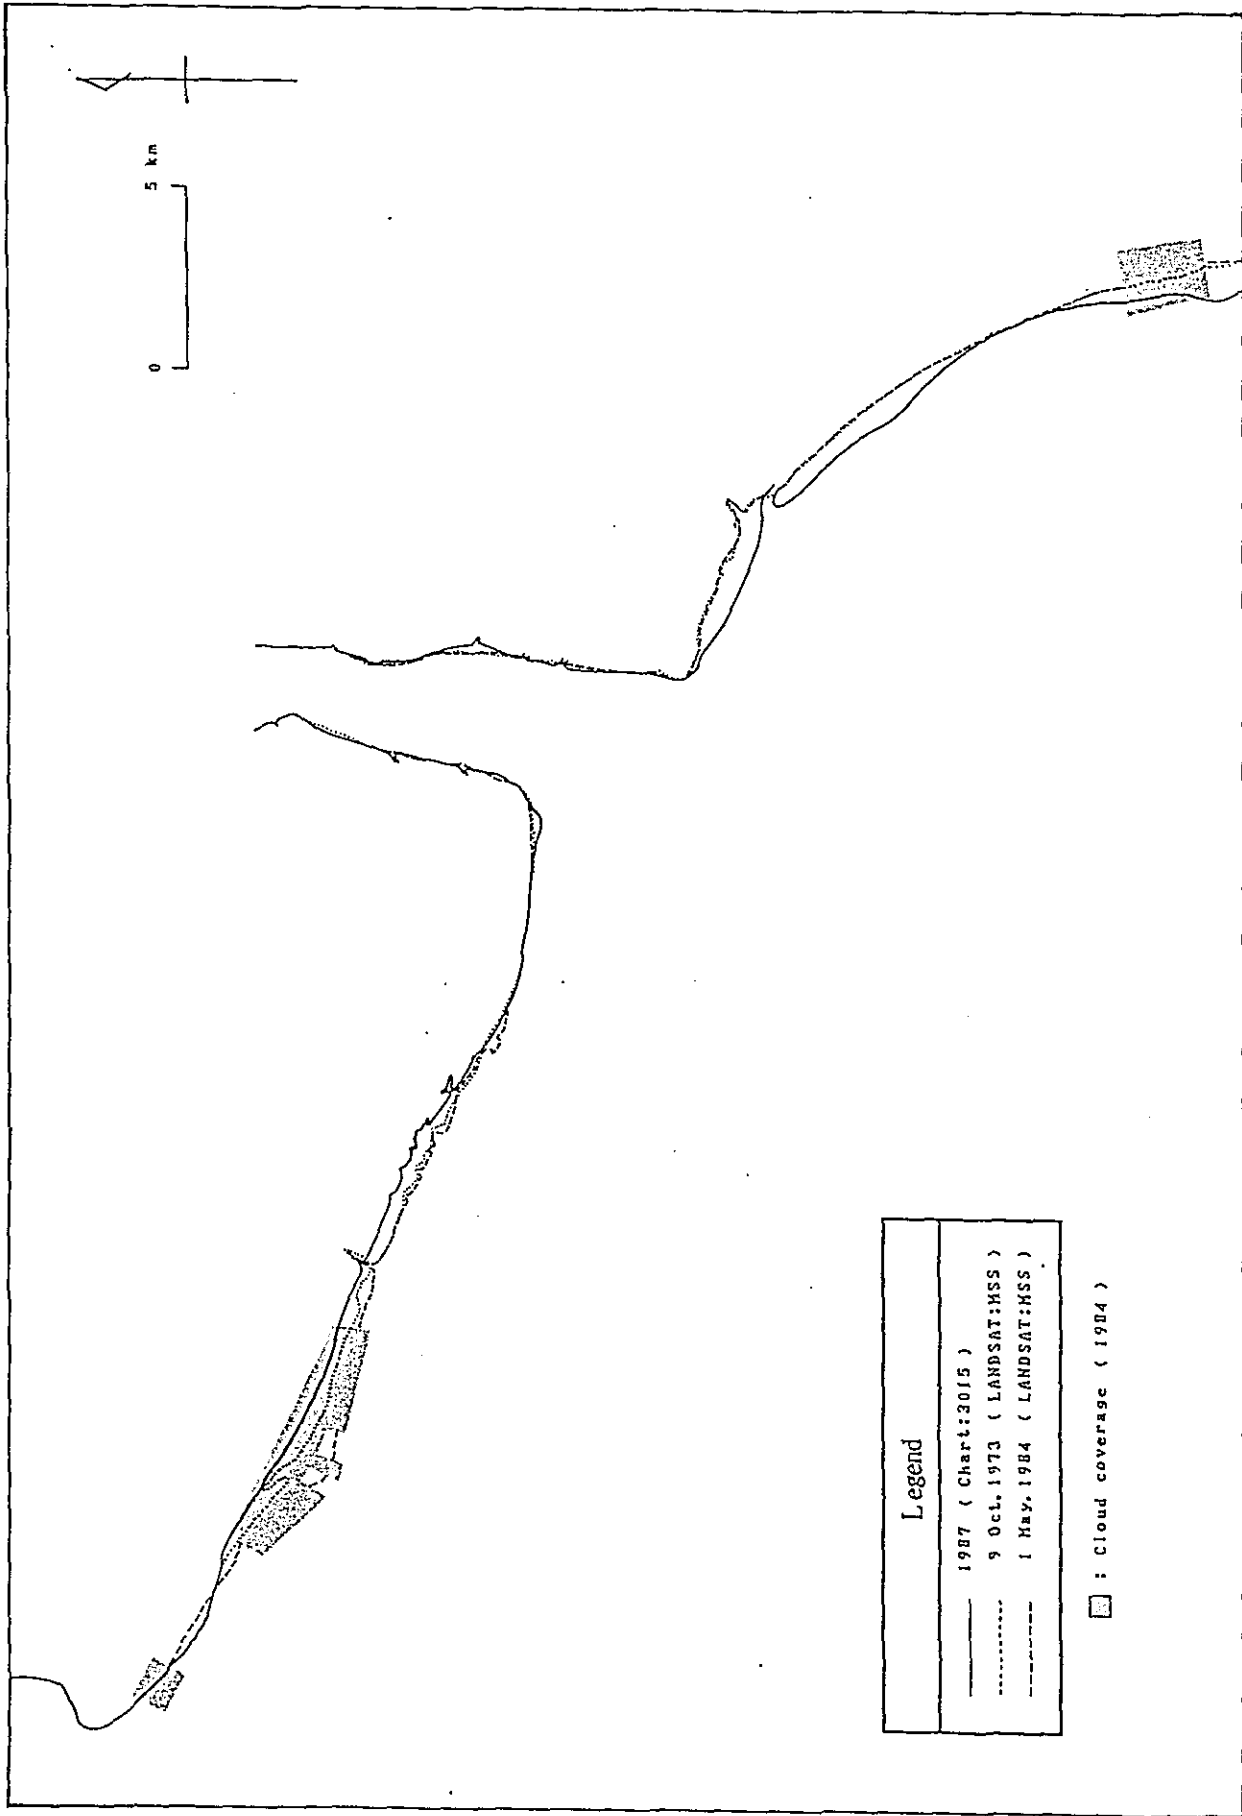 0 5 km
Legend
1987 ( Chart:3015 )
9 Oct.1973 ( LANDSAT:MSS )
1 May.1984 ( LANDSAT:MSS )
: Cloud coverage ( 1984 )